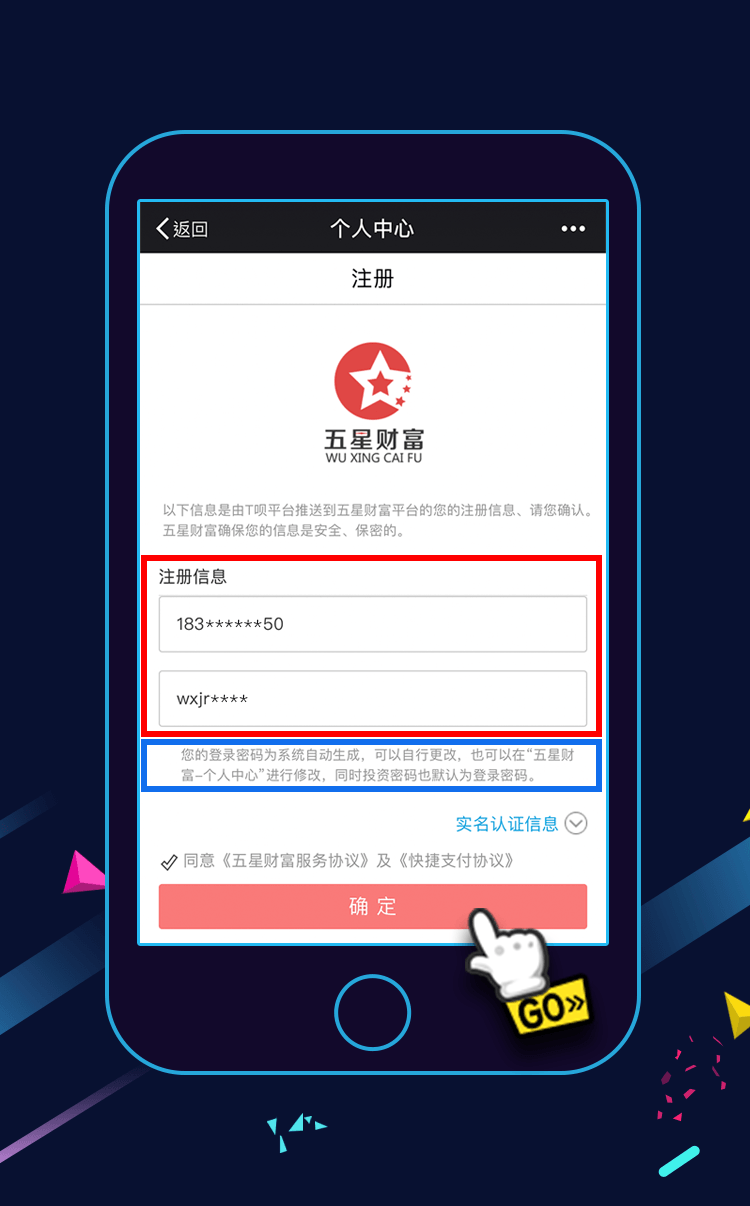 返回
个人中心
•••
注册
五星财富
WU XING CAI FU
以下信息是由T呗平台推送到五星财富平台的您的注册信息、请您确认。
五星财富确保您的信息是安全、保密的。
注册信息
183******50
wxjr****
您的登录密码为系统自动生成，可以自行更改，也可以在“五星财
富–个人中心”进行修改，同时投资密码也默认为登录密码。
实名认证信息
同意《五星财富服务协议》及《快捷支付协议》
确 定
GO»